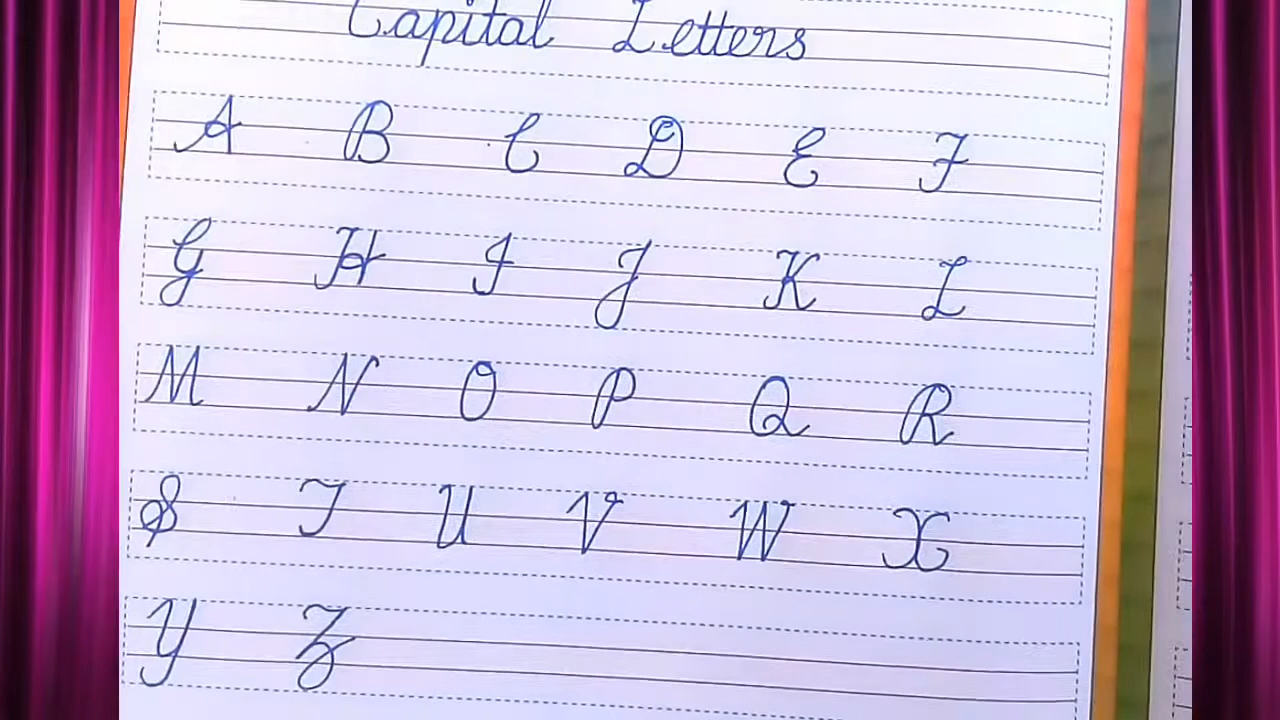 Capital Letters
A B C D E F
G H I J K L
M N O P Q R
S T U V W X
Y Z